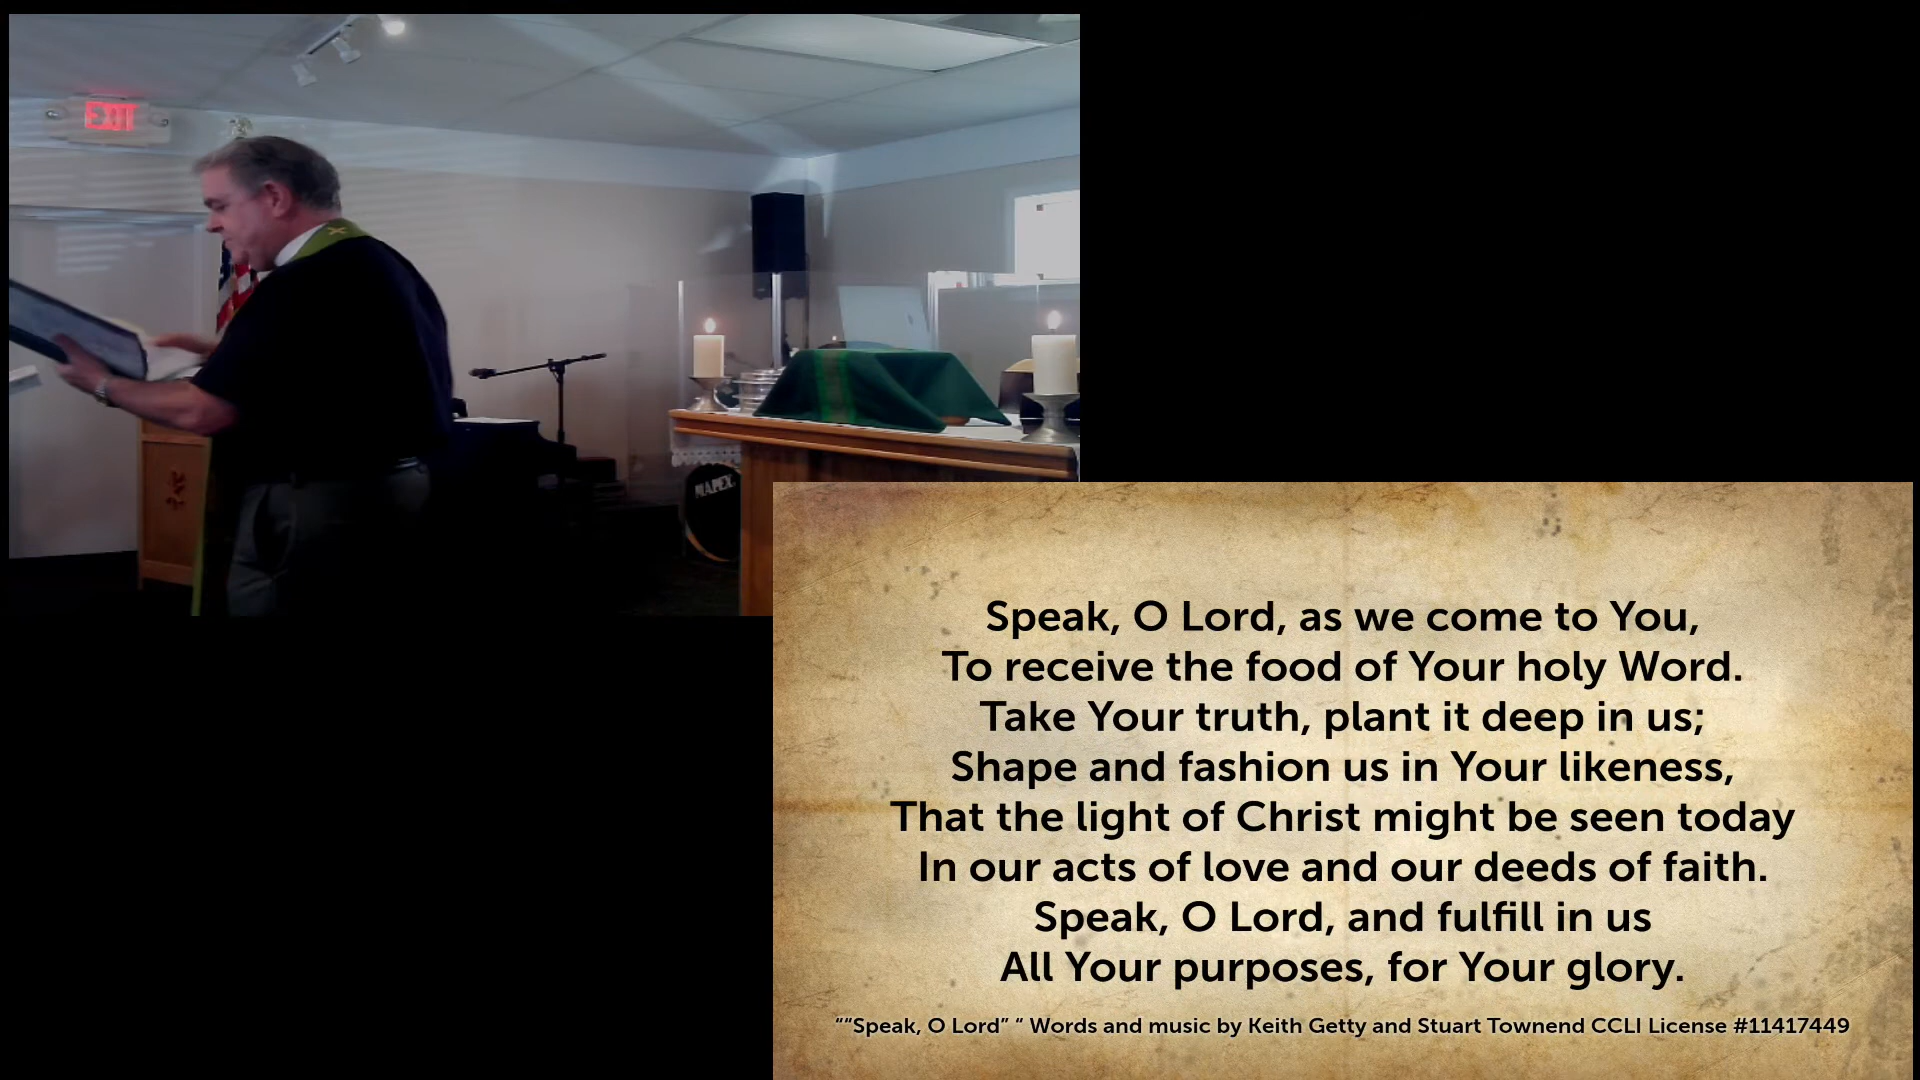 EXIT
MAPEX
Speak, O Lord, as we come to You,
To receive the food of Your holy Word.
Take Your truth, plant it deep in us;
Shape and fashion us in Your likeness,
That the light of Christ might be seen today
In our acts of love and our deeds of faith.
Speak, O Lord, and fulfill in us
All Your purposes, for Your glory.
““Speak, O Lord” “ Words and music by Keith Getty and Stuart Townend CCLI License #11417449